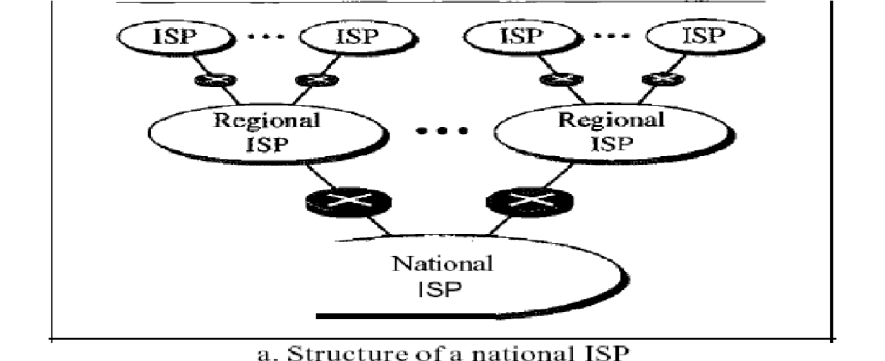 ISP ... ISP ISP ... ISP
Regional ... Regional
ISP ISP
National
ISP
a. Structure of a national ISP